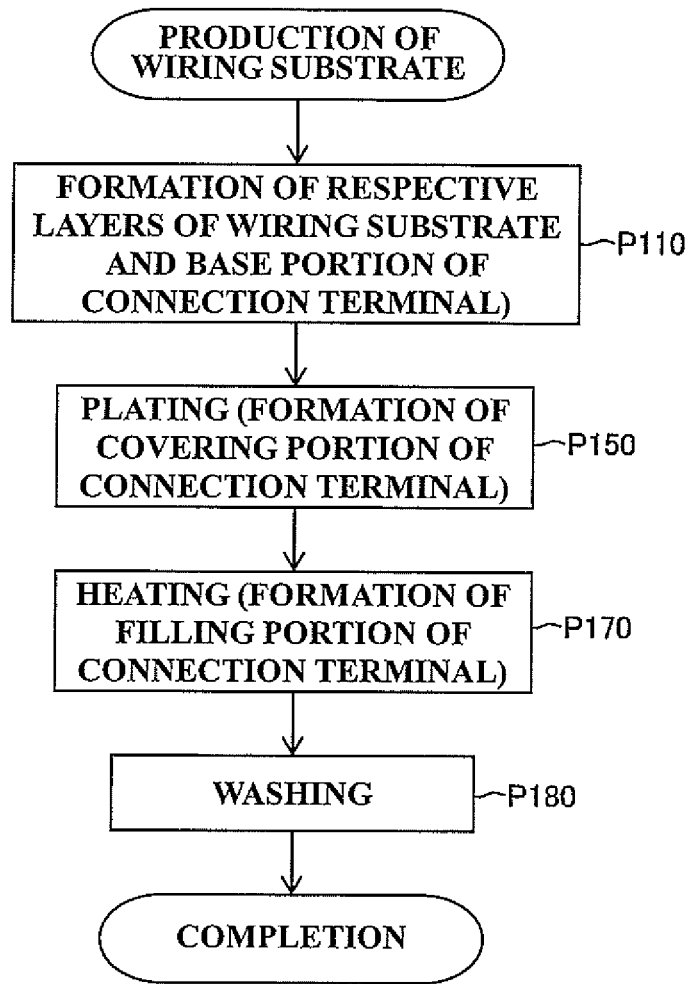 PRODUCTION OF
WIRING SUBSTRATE
FORMATION OF RESPECTIVE
LAYERS OF WIRING SUBSTRATE
AND BASE PORTION OF
CONNECTION TERMINAL)
P110
PLATING (FORMATION OF
COVERING PORTION OF
CONNECTION TERMINAL)
P150
HEATING (FORMATION OF
FILLING PORTION OF
CONNECTION TERMINAL)
P170
WASHING
P180
COMPLETION